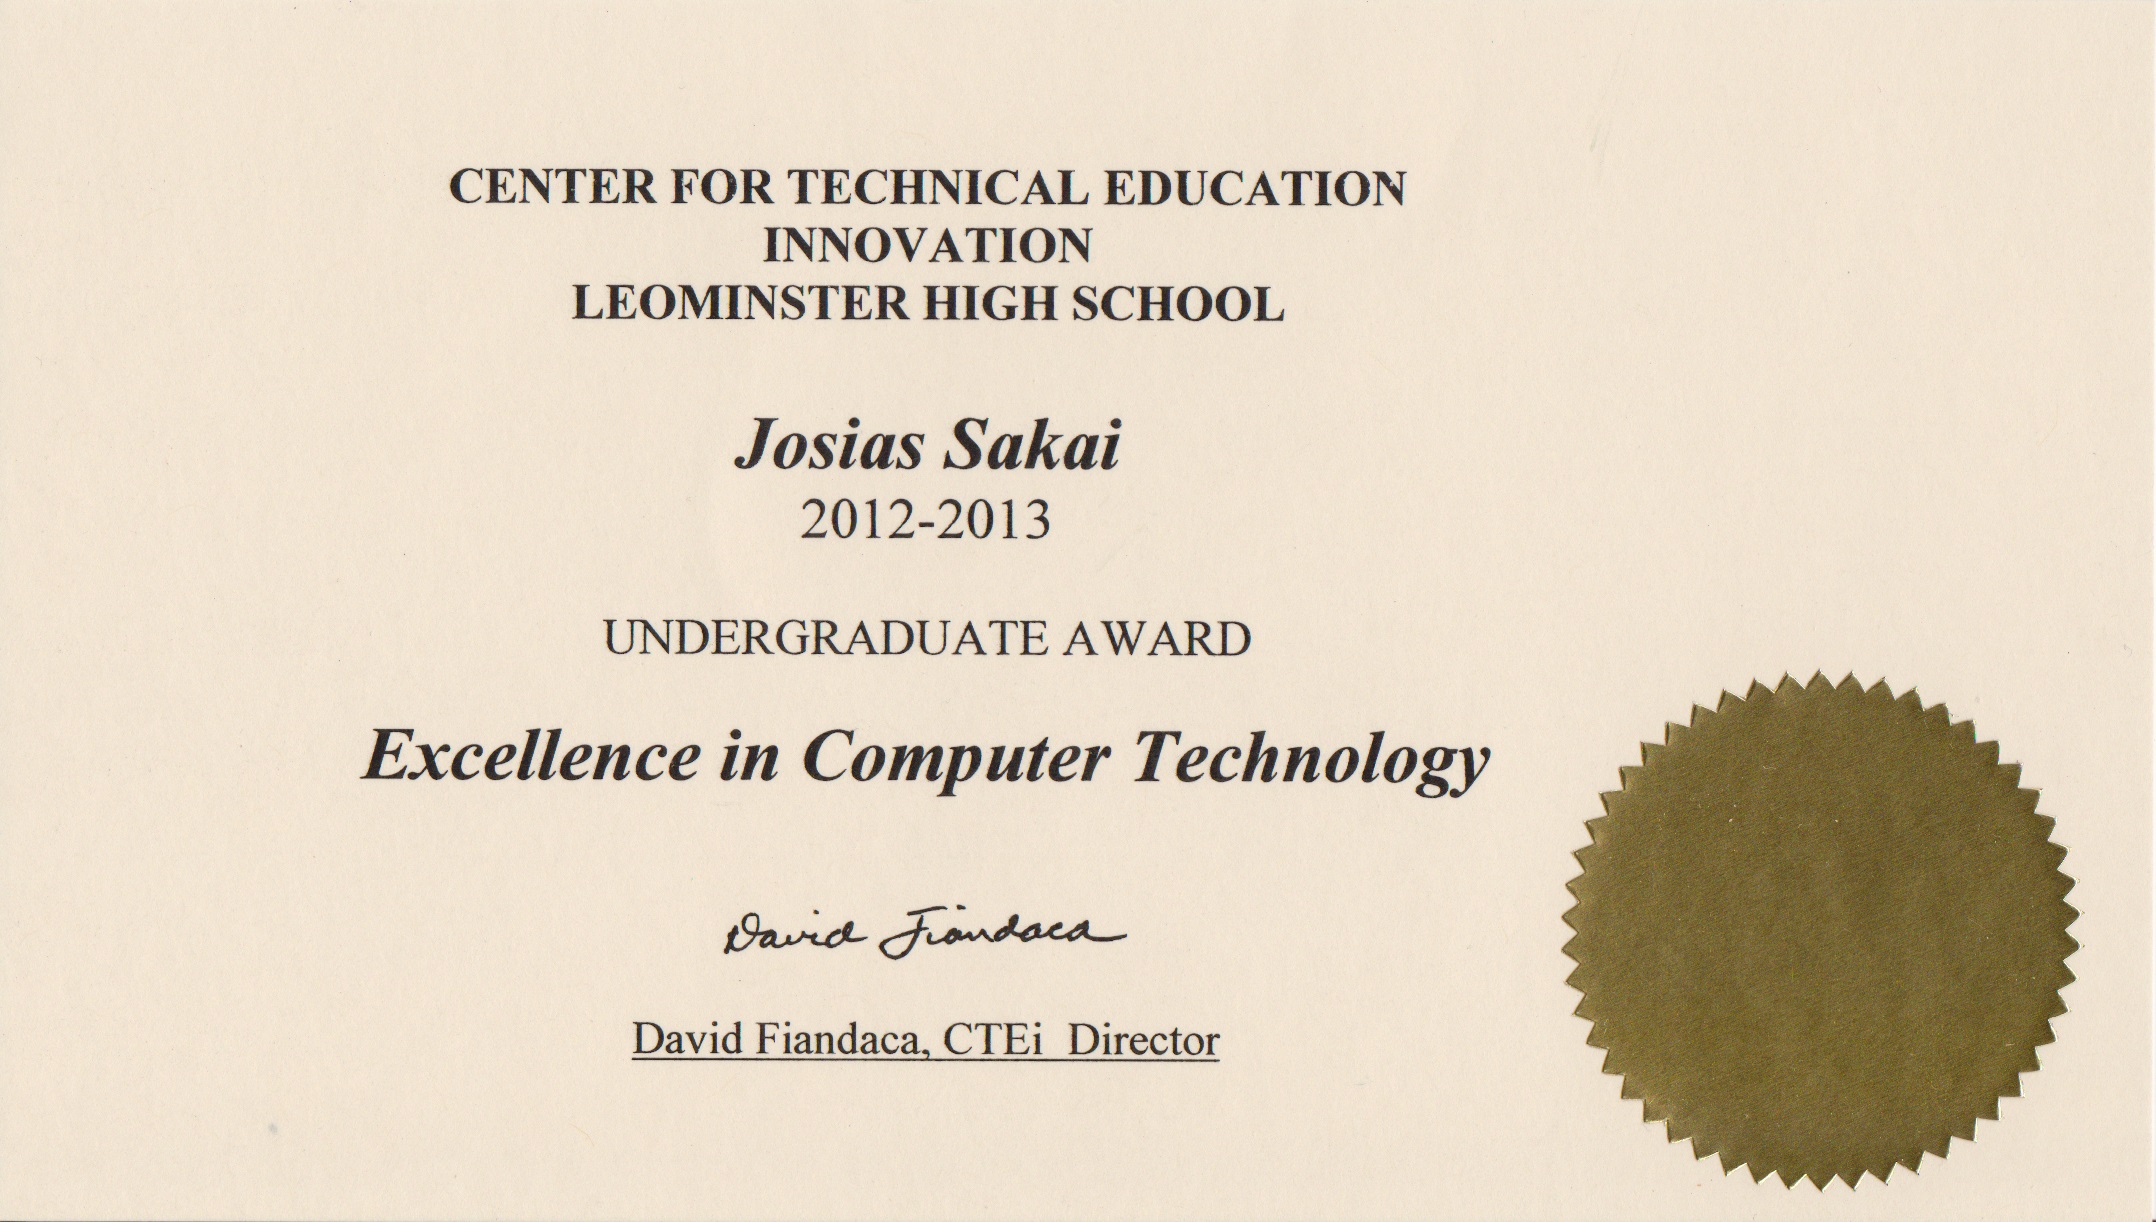 CENTER FOR TECHNICAL EDUCATION
INNOVATION
LEOMINSTER HIGH SCHOOL
Josias Sakai
2012-2013
UNDERGRADUATE AWARD
Excellence in Computer Technology
David Fiandaca
David Fiandaca, CTEi  Director